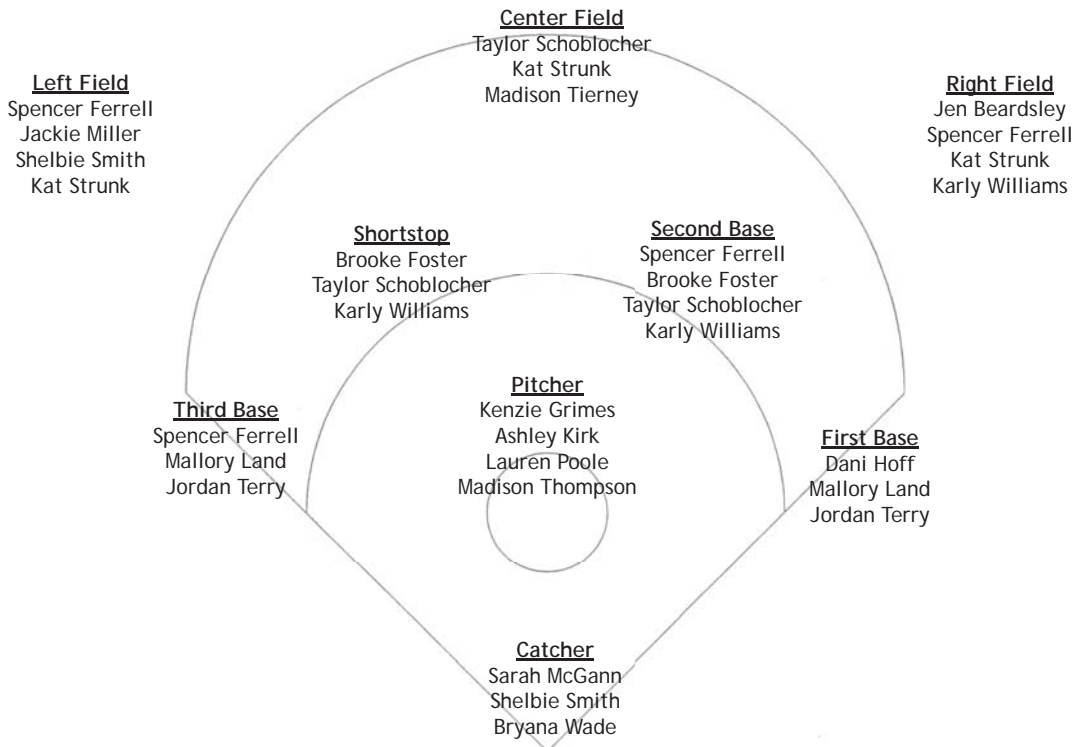 Center Field
Taylor Schoblocher
Kat Strunk
Madison Tierney
Left Field
Spencer Ferrell
Jackie Miller
Shelbie Smith
Kat Strunk
Right Field
Jen Beardsley
Spencer Ferrell
Kat Strunk
Karly Williams
Shortstop
Brooke Foster
Taylor Schoblocher
Karly Williams
Second Base
Spencer Ferrell
Brooke Foster
Taylor Schoblocher
Karly Williams
Third Base
Spencer Ferrell
Mallory Land
Jordan Terry
Pitcher
Kenzie Grimes
Ashley Kirk
Lauren Poole
Madison Thompson
First Base
Dani Hoff
Mallory Land
Jordan Terry
Catcher
Sarah McGann
Shelbie Smith
Bryana Wade